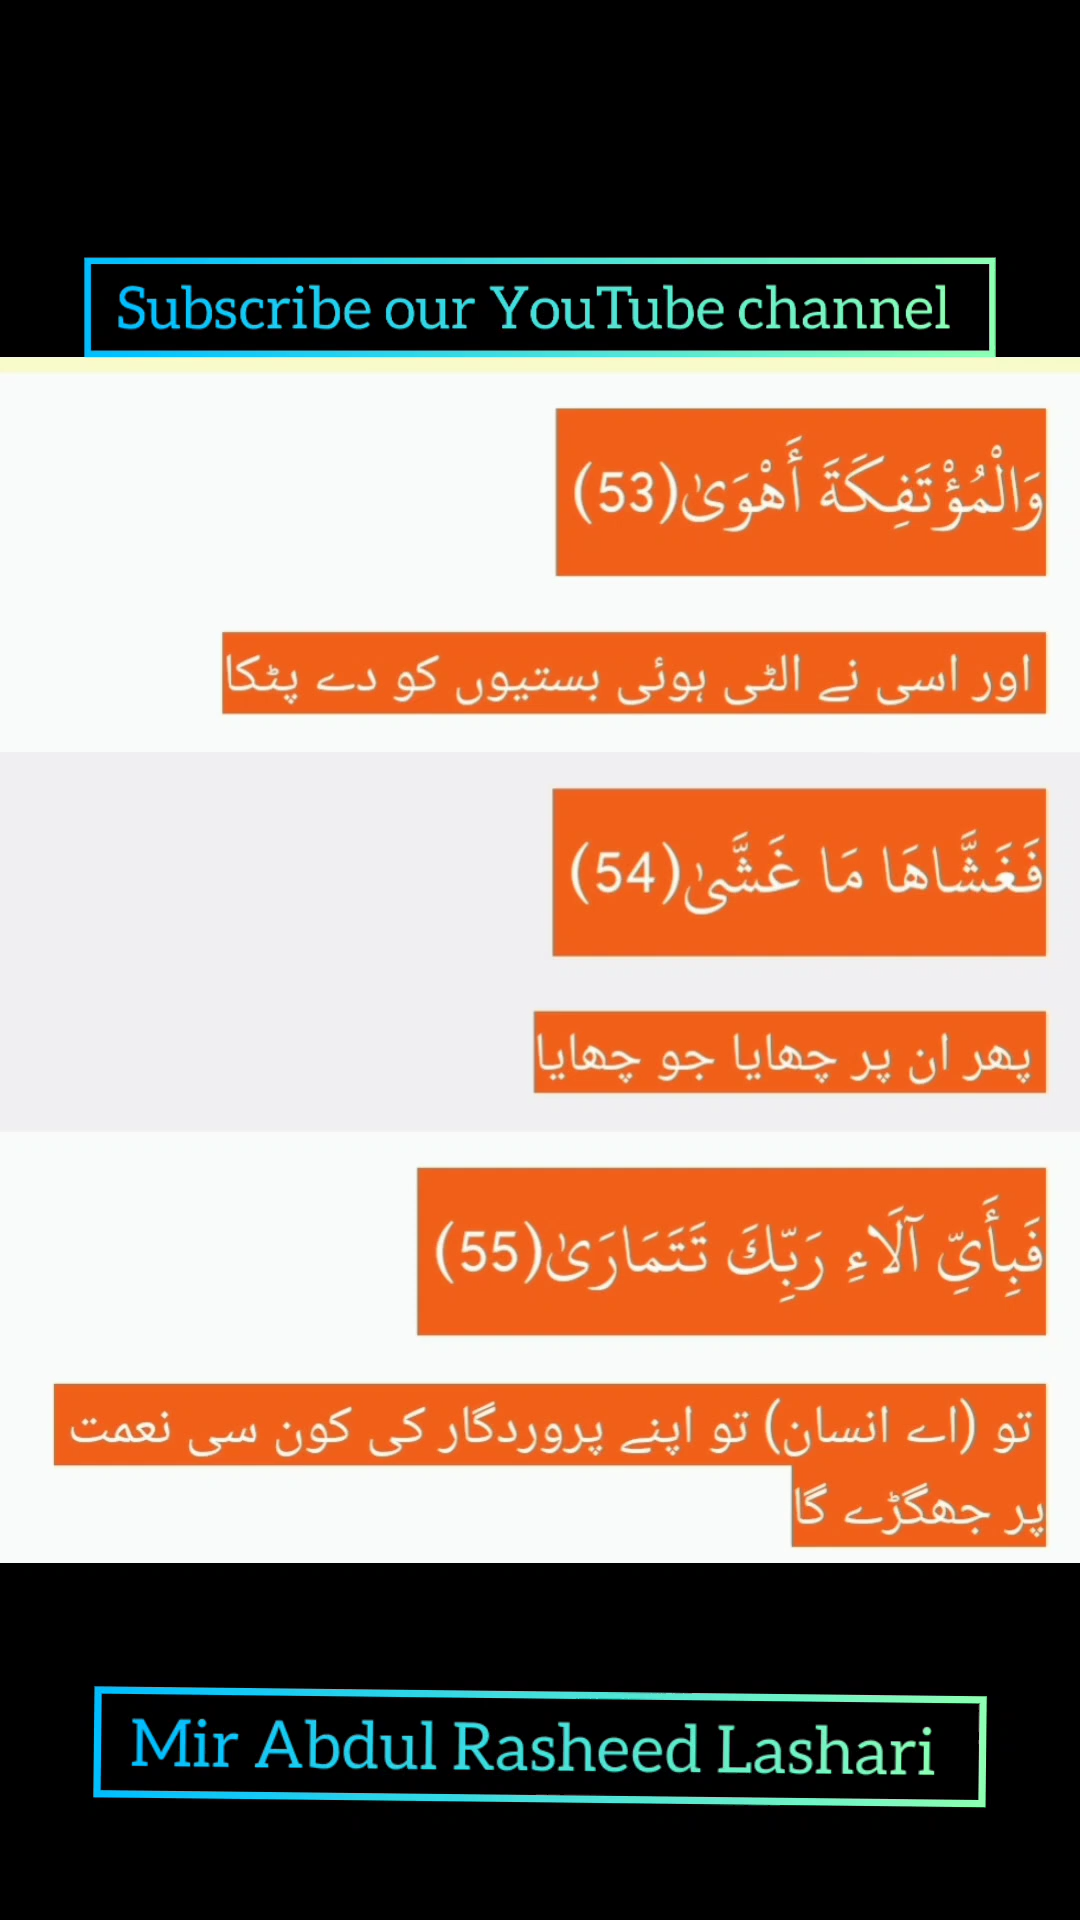 Subscribe our YouTube channel
وَالْمُؤْتَفِكَةَ أَهْوَىٰ(53)
اور اسی نے الٹی ہوئی بستیوں کو دے پٹکا
فَغَشَّاهَا مَا غَشَّىٰ(54)
پھر ان پر چھایا جو چھایا
فَبِأَيِّ آلَاءِ رَبِّكَ تَتَمَارَىٰ(55)
تو (اے انسان) تو اپنے پروردگار کی کون سی نعمت
پر جھگڑے گا
Mir Abdul Rasheed Lashari